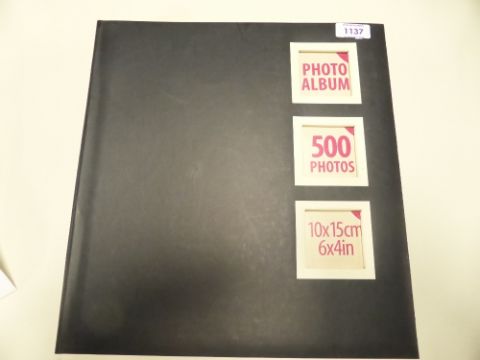 1137
PHOTO
ALBUM
500
PHOTOS
10x15cm
6x4in